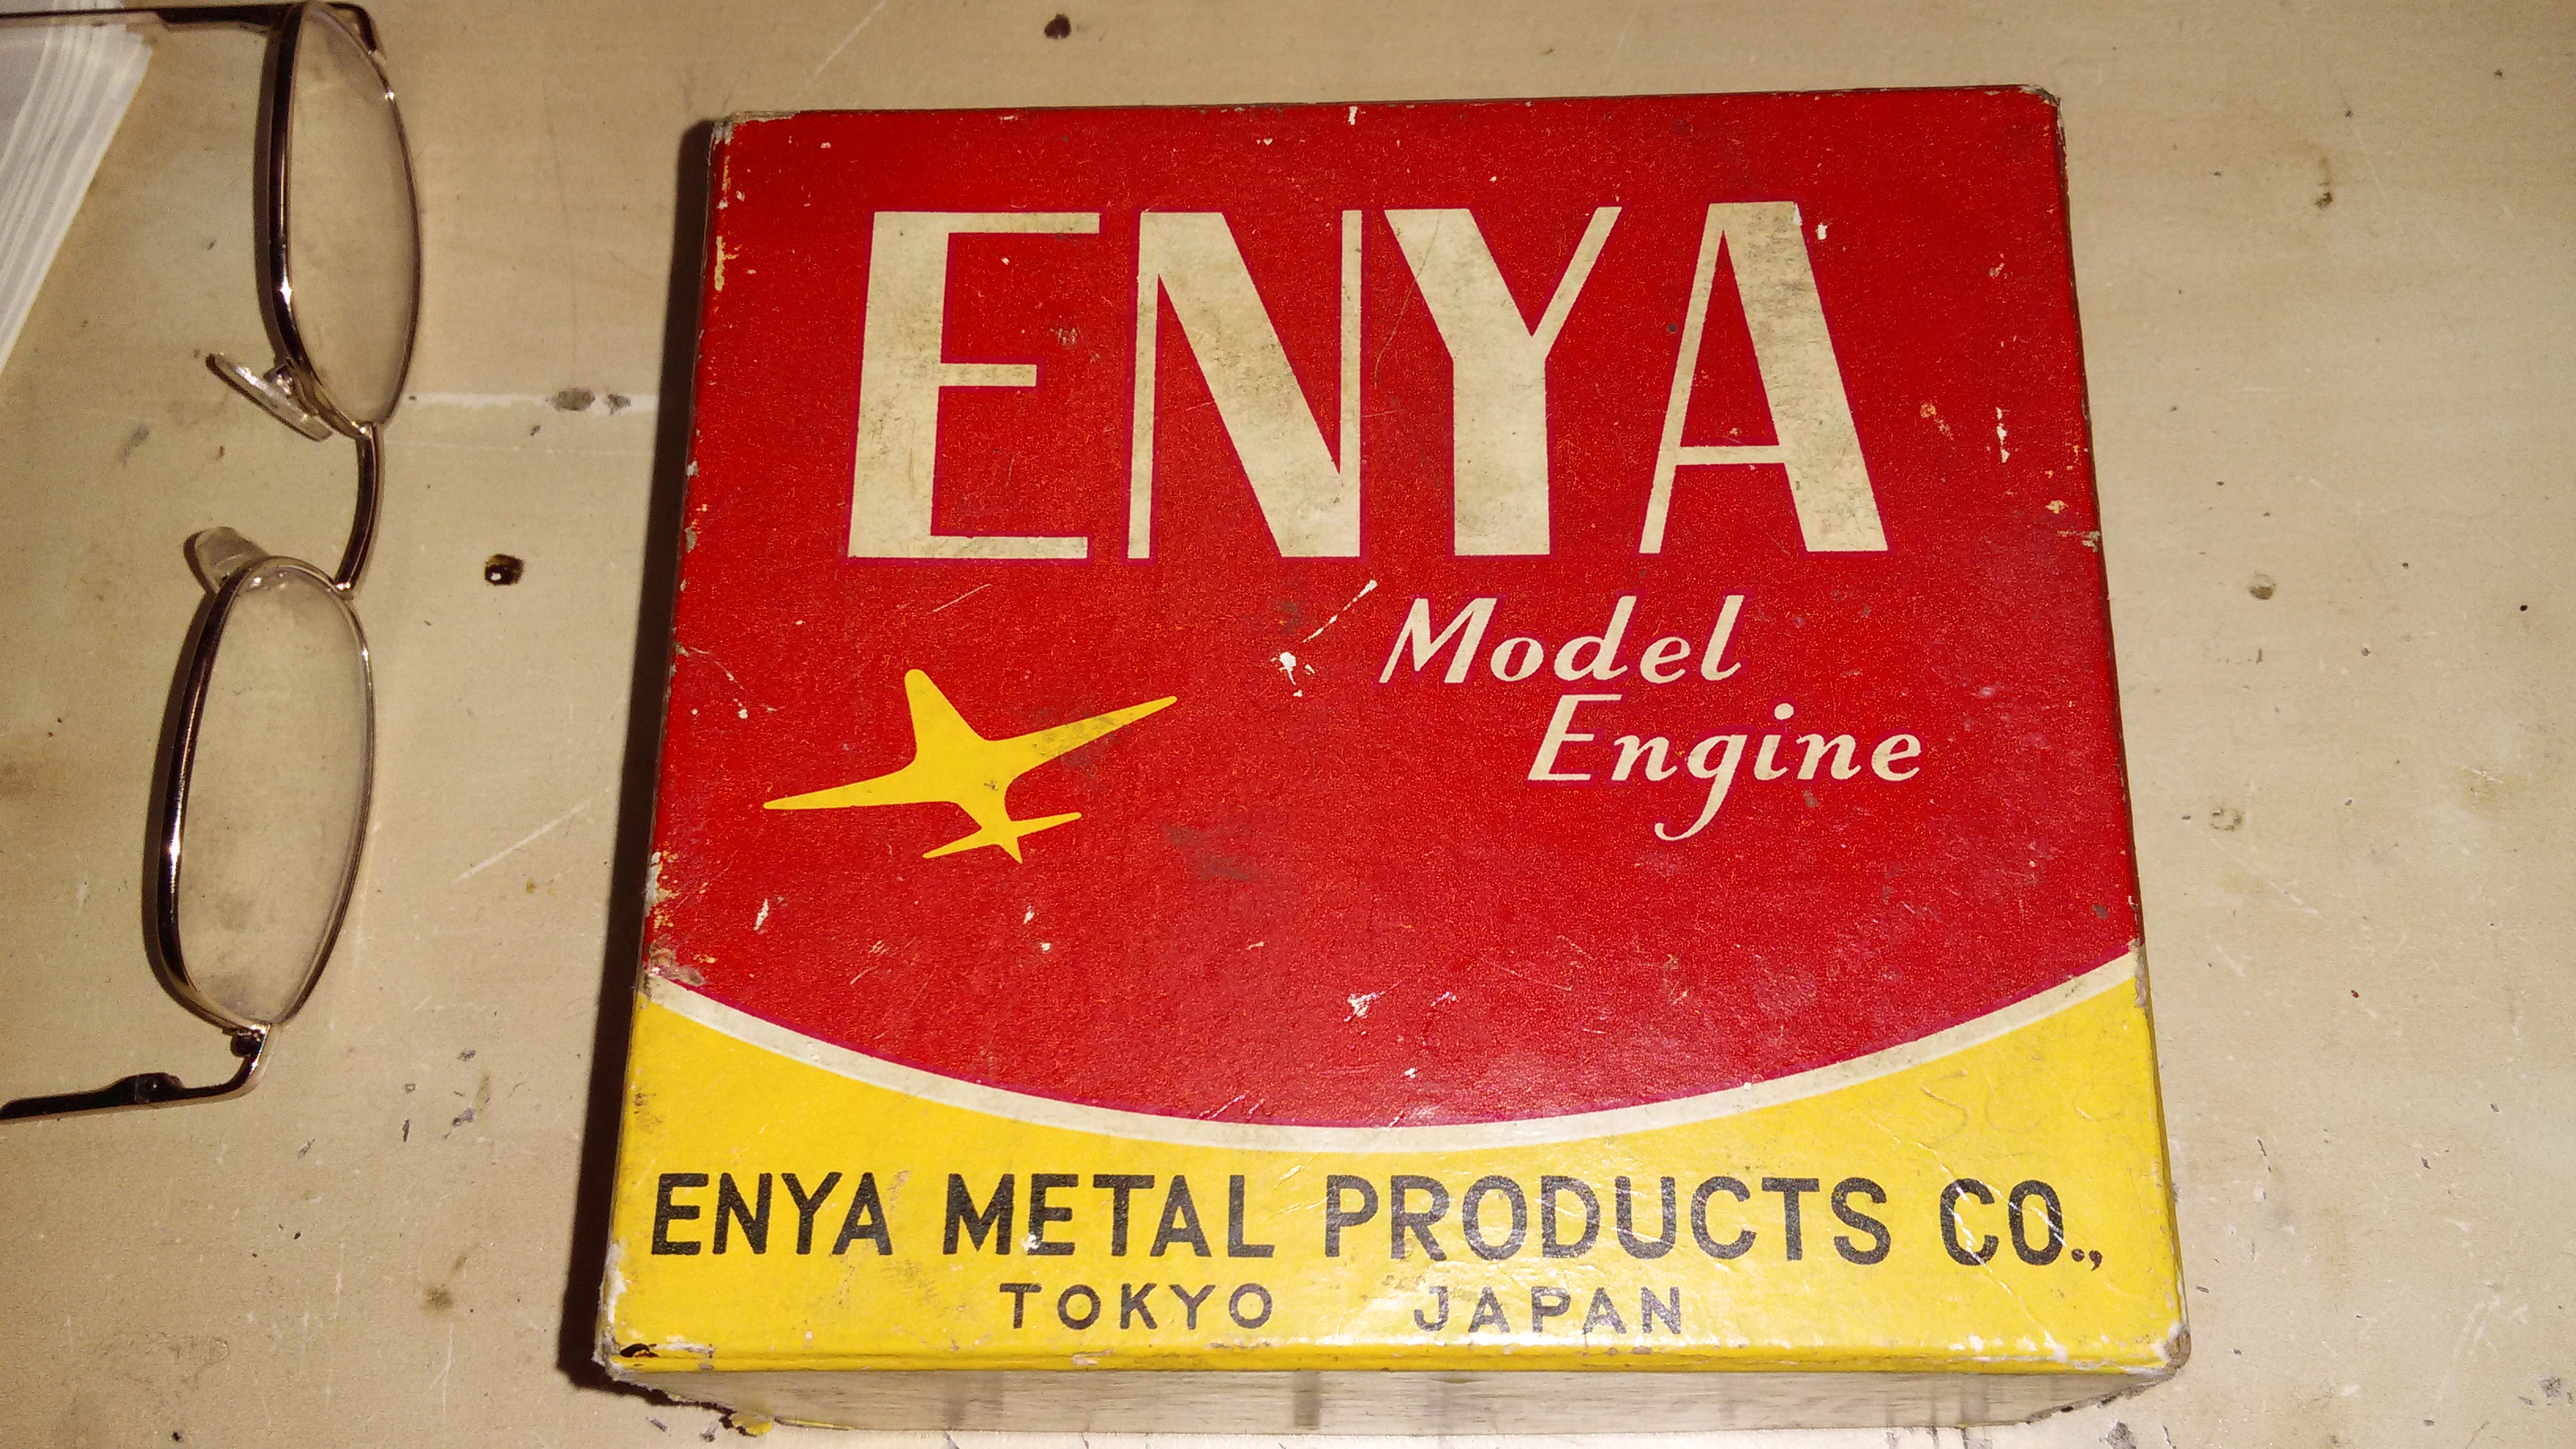 ENYA
Model
Engine
ENYA METAL PRODUCTS CO.,
TOKYO JAPAN